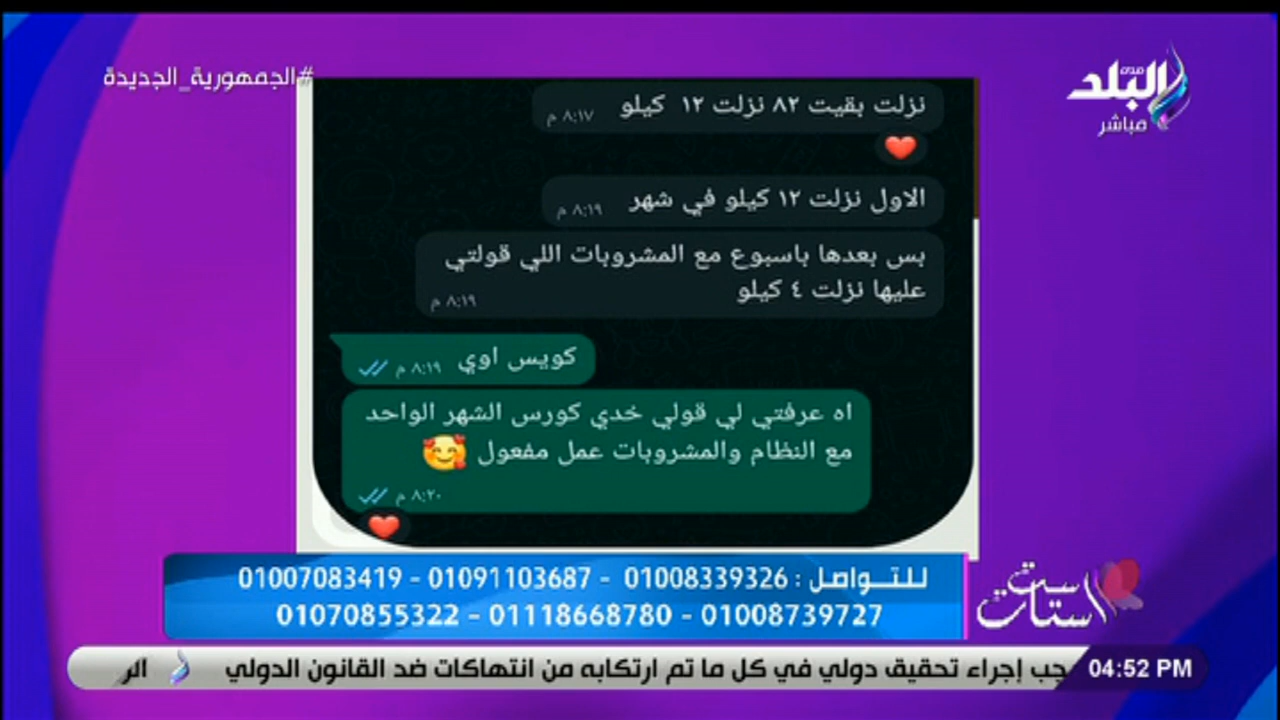 #الجمهورية_الجديدة
صدى البلد
مباشر
نزلت بقيت ٨٢ نزلت ١٢ كيلو ٨:١٧ م
الاول نزلت ١٢ كيلو في شهر ٨:١٩ م
بس بعدها باسبوع مع المشروبات اللي قولتي
عليها نزلت ٤ كيلو ٨:١٩ م
كويس اوي ٨:١٩ م
اه عرفتي لي قولي خدي كورس الشهر الواحد
مع النظام والمشروبات عمل مفعول 🥰
٨:٢٠ م
للتواصل : 01008339326 - 01091103687 - 01007083419
01008739727 - 01118668780 - 01070855322
ست الستات
04:52 PM
جب إجراء تحقيق دولي في كل ما تم ارتكابه من انتهاكات ضد القانون الدولي الر